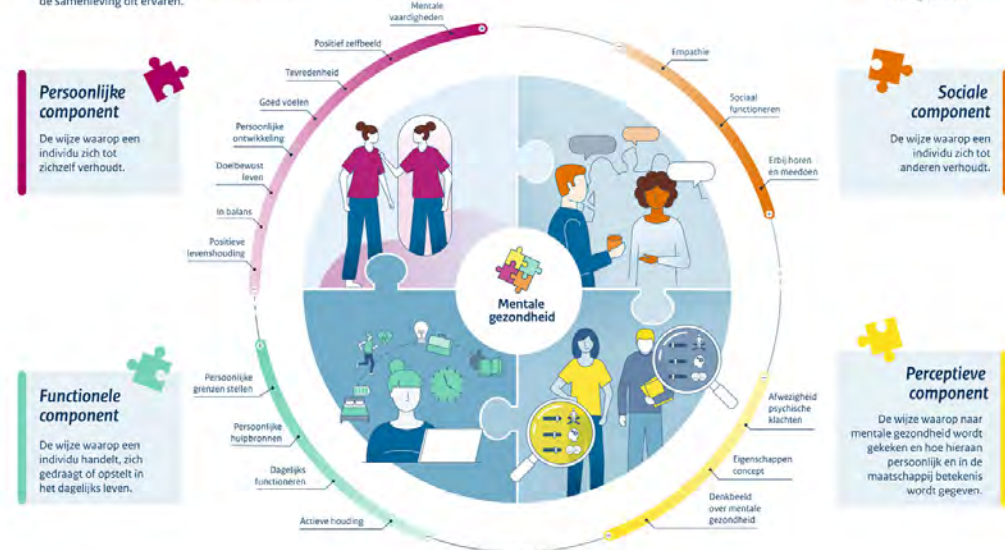 de samenleving dit ervaren.
Mentale
vaardigheden
Positief zelfbeeld
Tevredenheid
Goed voelen
Persoonlijke
ontwikkeling
Doelbewust
leven
In balans
Positieve
levenshouding
Persoonlijke
component
De wijze waarop een
individu zich tot
zichzelf verhoudt.
Empathie
Sociaal
functioneren
Erbij horen
en meedoen
Sociale
component
De wijze waarop een
individu zich tot
anderen verhoudt.
Mentale
gezondheid
Functionele
component
De wijze waarop een
individu handelt, zich
gedraagt of opstelt in
het dagelijks leven.
Persoonlijke
grenzen stellen
Persoonlijke
hulpbronnen
Dagelijks
functioneren
Actieve houding
Afwezigheid
psychische
klachten
Eigenschappen
concept
Denkbeeld
over mentale
gezondheid
Perceptieve
component
De wijze waarop naar
mentale gezondheid wordt
gekeken en hoe hieraan
persoonlijk en in de
maatschappij betekenis
wordt gegeven.